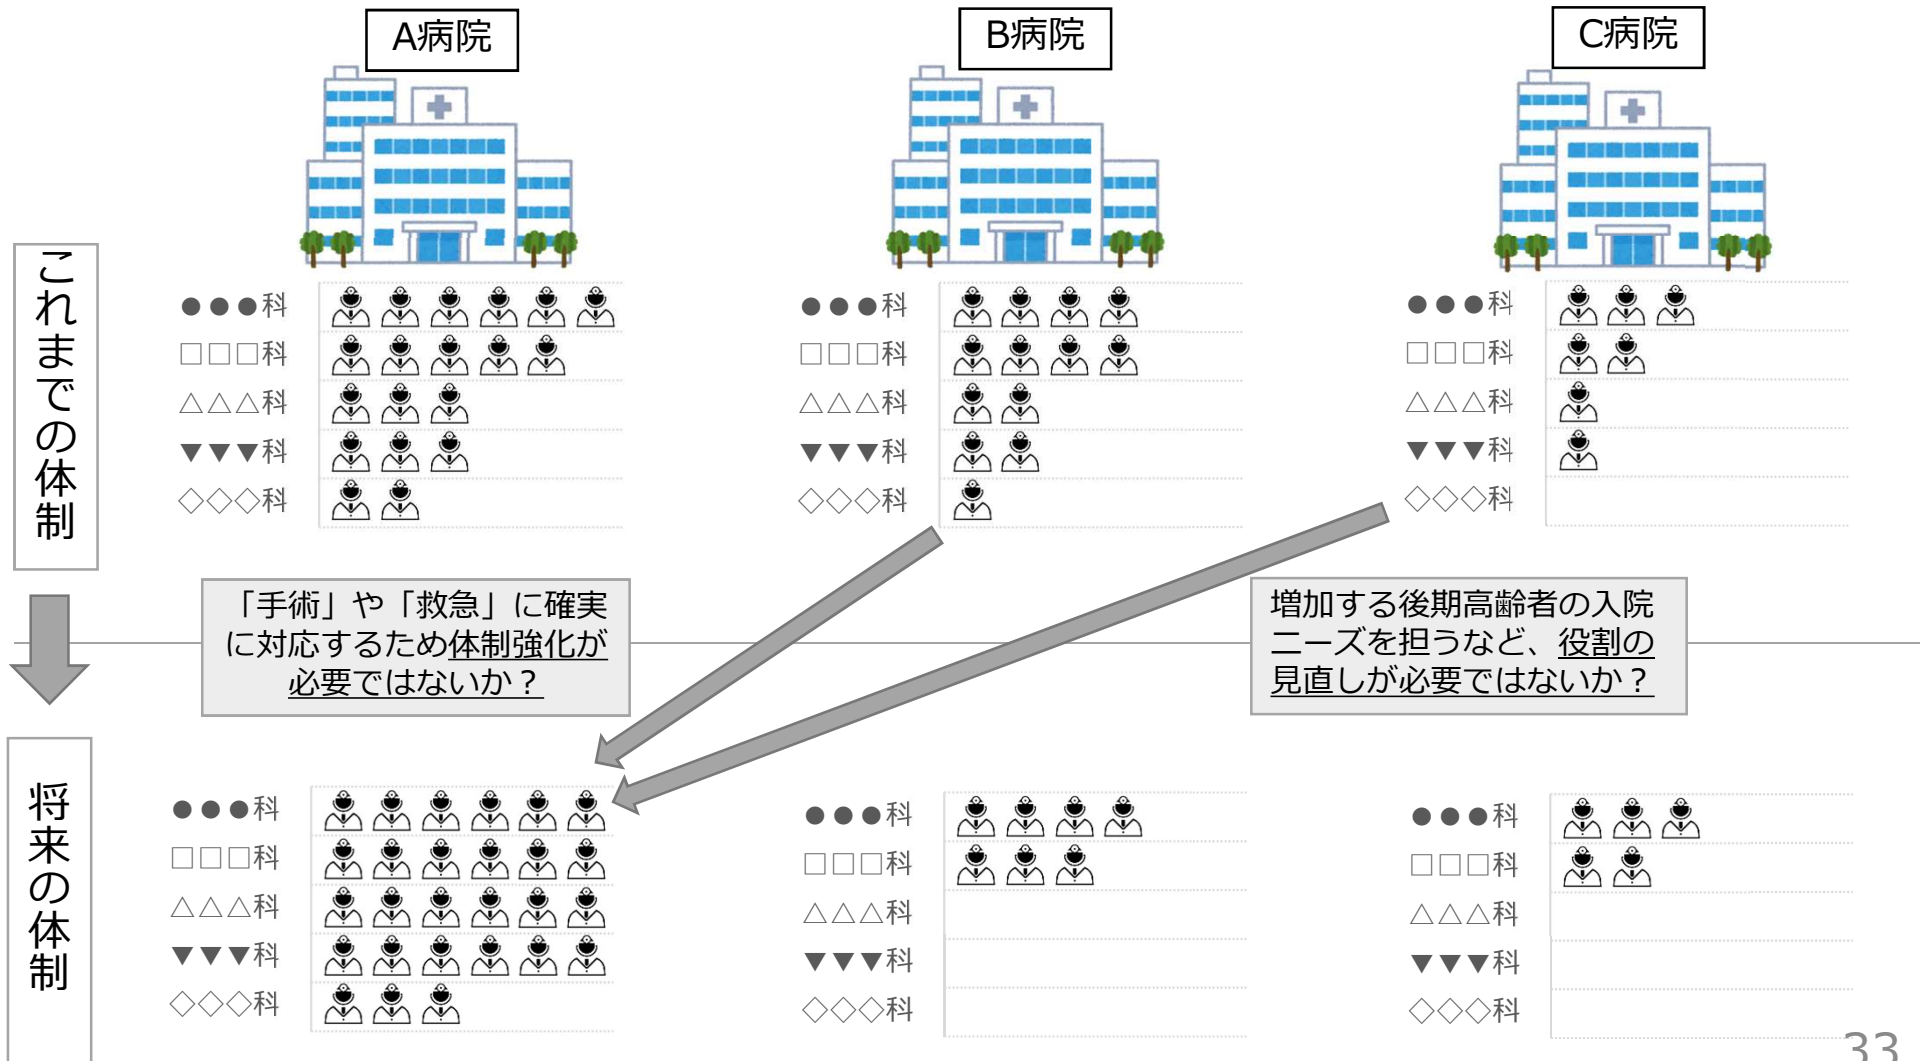 A病院
B病院
C病院
これまでの体制
●●●科
□□□科
△△△科
▼▼▼科
◇◇◇科
●●●科
□□□科
△△△科
▼▼▼科
◇◇◇科
●●●科
□□□科
△△△科
▼▼▼科
◇◇◇科
「手術」や「救急」に確実
に対応するため体制強化が
必要ではないか？
増加する後期高齢者の入院
ニーズを担うなど、役割の
見直しが必要ではないか？
将来の体制
●●●科
□□□科
△△△科
▼▼▼科
◇◇◇科
●●●科
□□□科
△△△科
▼▼▼科
◇◇◇科
●●●科
□□□科
△△△科
▼▼▼科
◇◇◇科
33